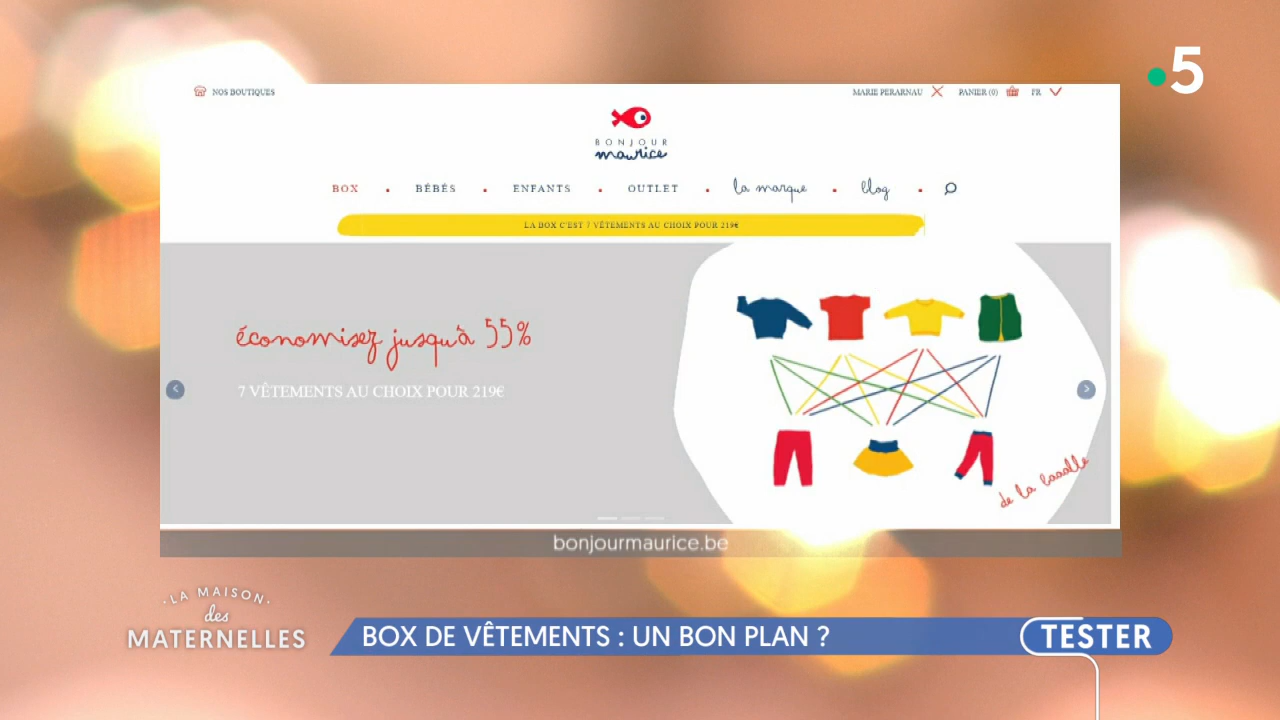 5
NOS BOUTIQUES
MARIE PERARNAU
PANIER (0)
FR
BONJOUR
maurice
BOX
BÉBÉS
ENFANTS
OUTLET
la marque
blog
LA BOX C'EST 7 VÊTEMENTS AU CHOIX POUR 219€
économisez jusqu'à 55%
7 VÊTEMENTS AU CHOIX POUR 219€
de la baaalle
bonjourmaurice.be
LA MAISON
des
MATERNELLES
BOX DE VÊTEMENTS : UN BON PLAN ?
TESTER